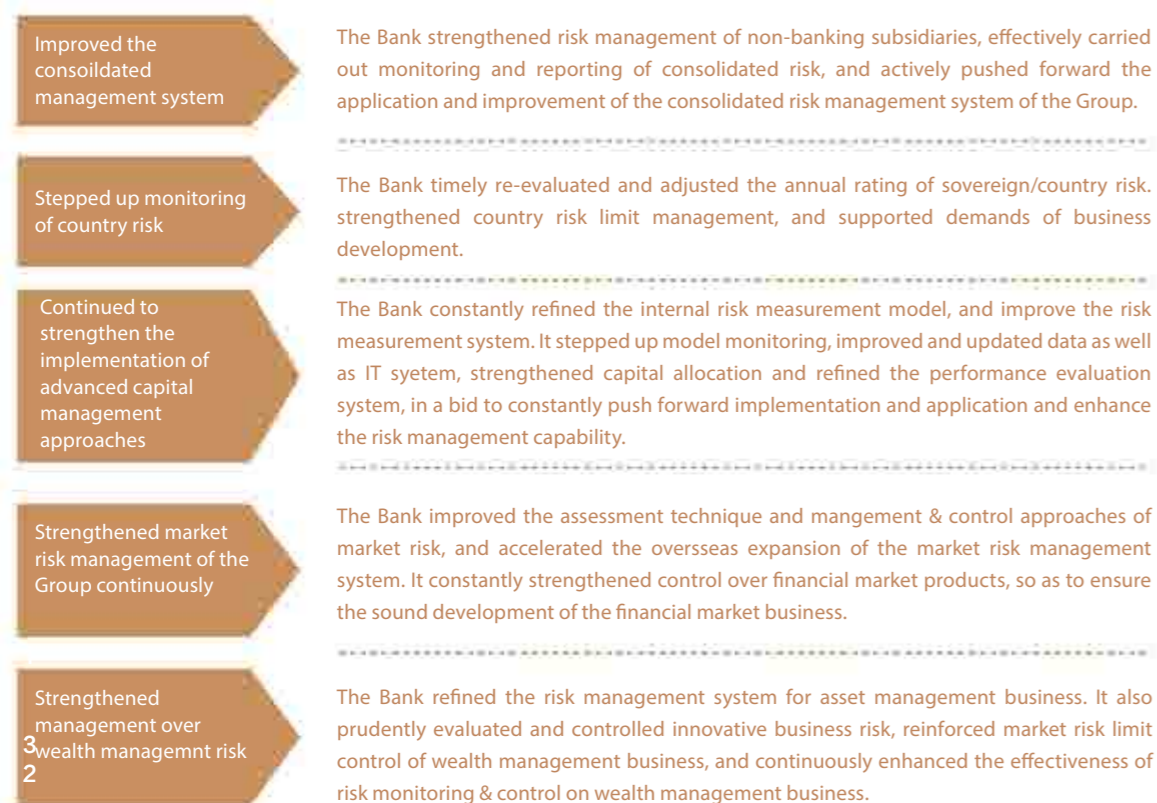 Improved the
consoildated
management system
The Bank strengthened risk management of non-banking subsidiaries, effectively carried
out monitoring and reporting of consolidated risk, and actively pushed forward the
application and improvement of the consolidated risk management system of the Group.
Stepped up monitoring
of country risk
The Bank timely re-evaluated and adjusted the annual rating of sovereign/country risk.
strengthened country risk limit management, and supported demands of business
development.
Continued to
strengthen the
implementation of
advanced capital
management
approaches
The Bank constantly refined the internal risk measurement model, and improve the risk
measurement system. It stepped up model monitoring, improved and updated data as well
as IT syetem, strengthened capital allocation and refined the performance evaluation
system, in a bid to constantly push forward implementation and application and enhance
the risk management capability.
Strengthened market
risk management of the
Group continuously
The Bank improved the assessment technique and mangement & control approaches of
market risk, and accelerated the overseas expansion of the market risk management
system. It constantly strengthened control over financial market products, so as to ensure
the sound development of the financial market business.
Strengthened
management over
wealth managemnt risk
3
2
The Bank refined the risk management system for asset management business. It also
prudently evaluated and controlled innovative business risk, reinforced market risk limit
control of wealth management business, and continuously enhanced the effectiveness of
risk monitoring & control on wealth management business.